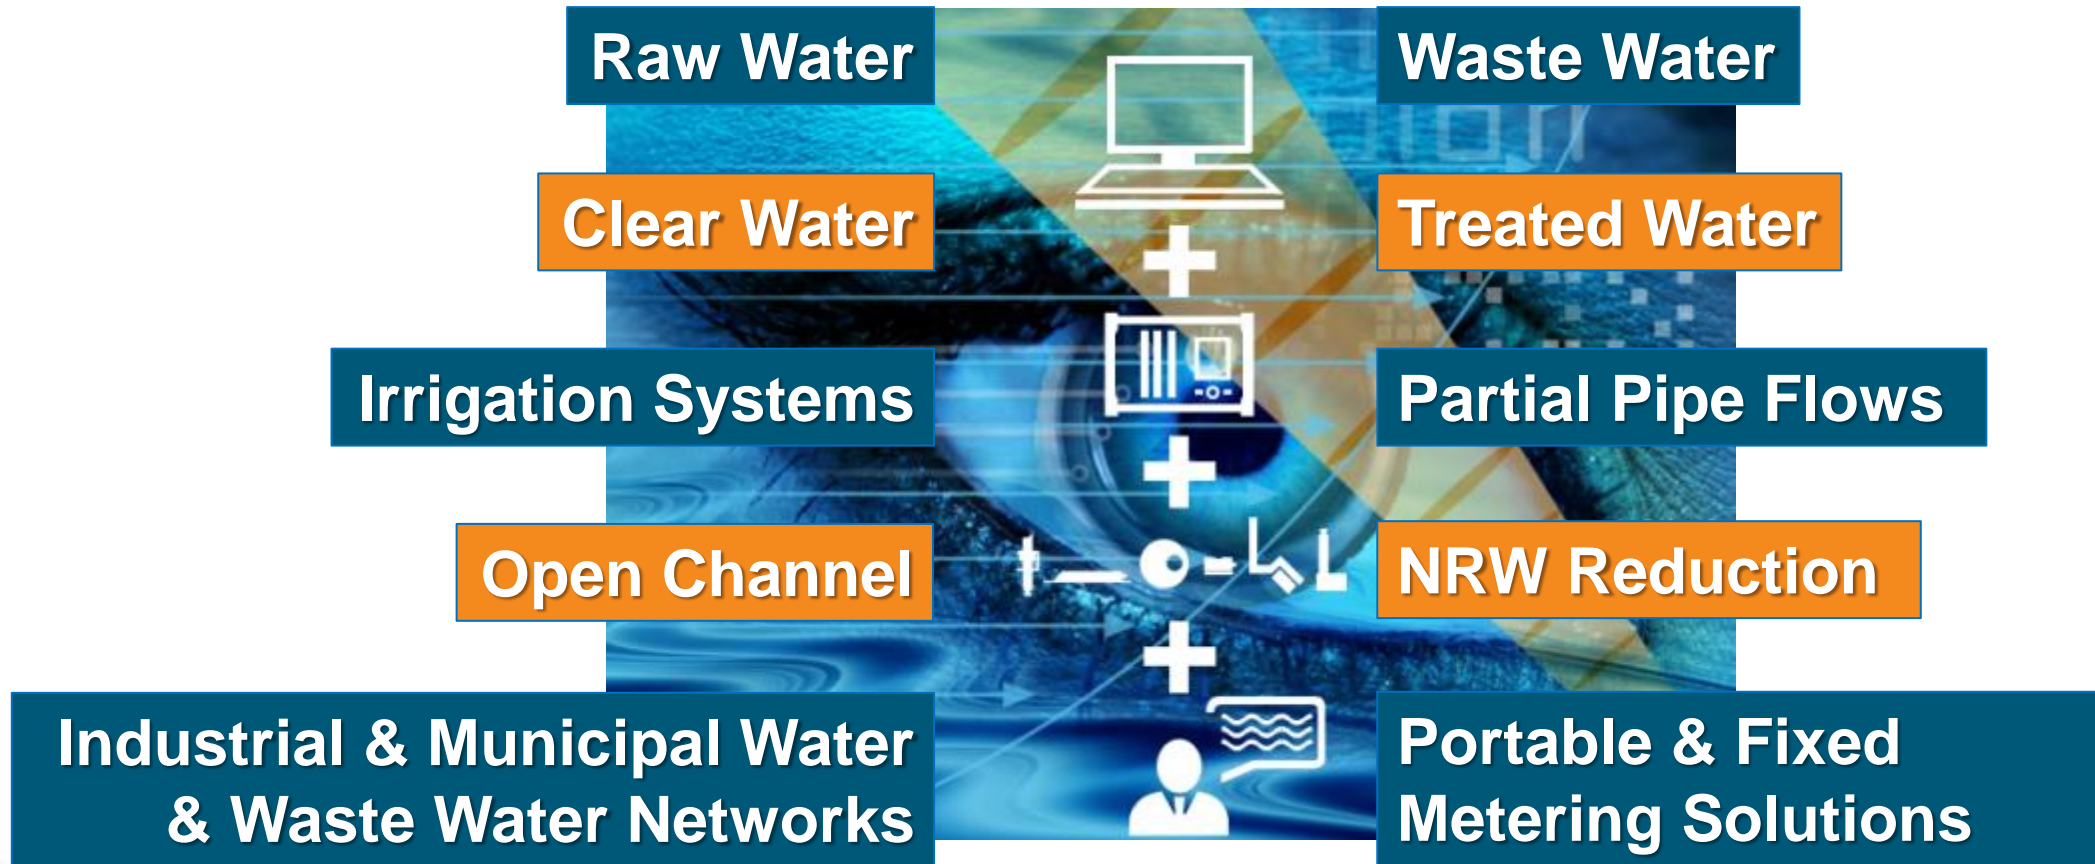 Raw Water
Waste Water
Clear Water
Treated Water
Irrigation Systems
Partial Pipe Flows
Open Channel
NRW Reduction
Industrial & Municipal Water
& Waste Water Networks
Portable & Fixed
Metering Solutions